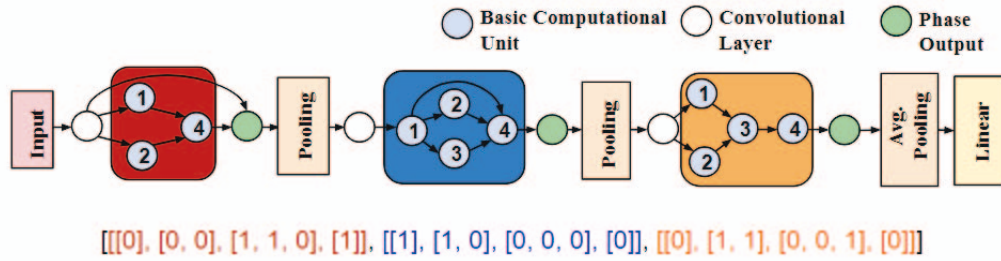 Basic Computational Unit
Convolutional Layer
Phase Output
Input
1
2
4
Pooling
1
2
3
4
Pooling
1
2
3
4
Avg. Pooling
Linear
[[[0], [0, 0], [1, 1, 0], [1]], [[1], [1, 0], [0, 0, 0], [0]], [[0], [1, 1], [0, 0, 1], [0]]]